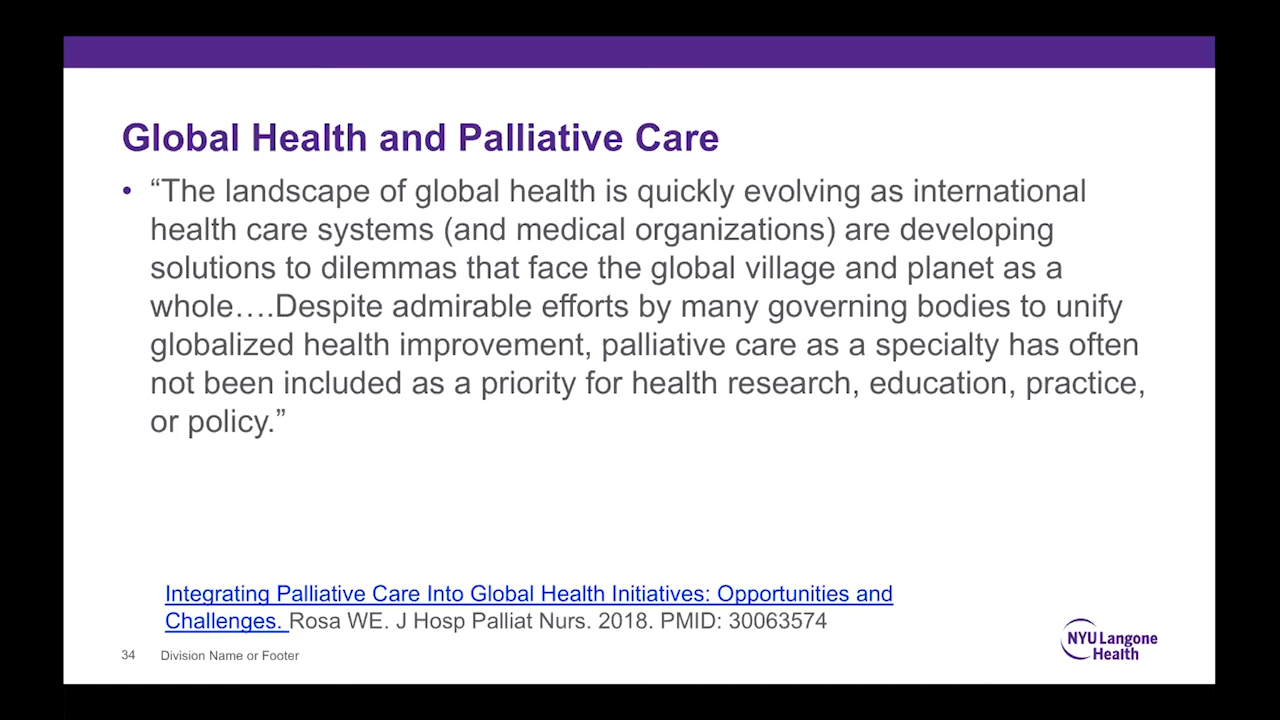 Global Health and Palliative Care
• “The landscape of global health is quickly evolving as international
health care systems (and medical organizations) are developing
solutions to dilemmas that face the global village and planet as a
whole….Despite admirable efforts by many governing bodies to unify
globalized health improvement, palliative care as a specialty has often
not been included as a priority for health research, education, practice,
or policy.”
Integrating Palliative Care Into Global Health Initiatives: Opportunities and
Challenges. Rosa WE. J Hosp Palliat Nurs. 2018. PMID: 30063574
34 Division Name or Footer
NYU Langone
Health